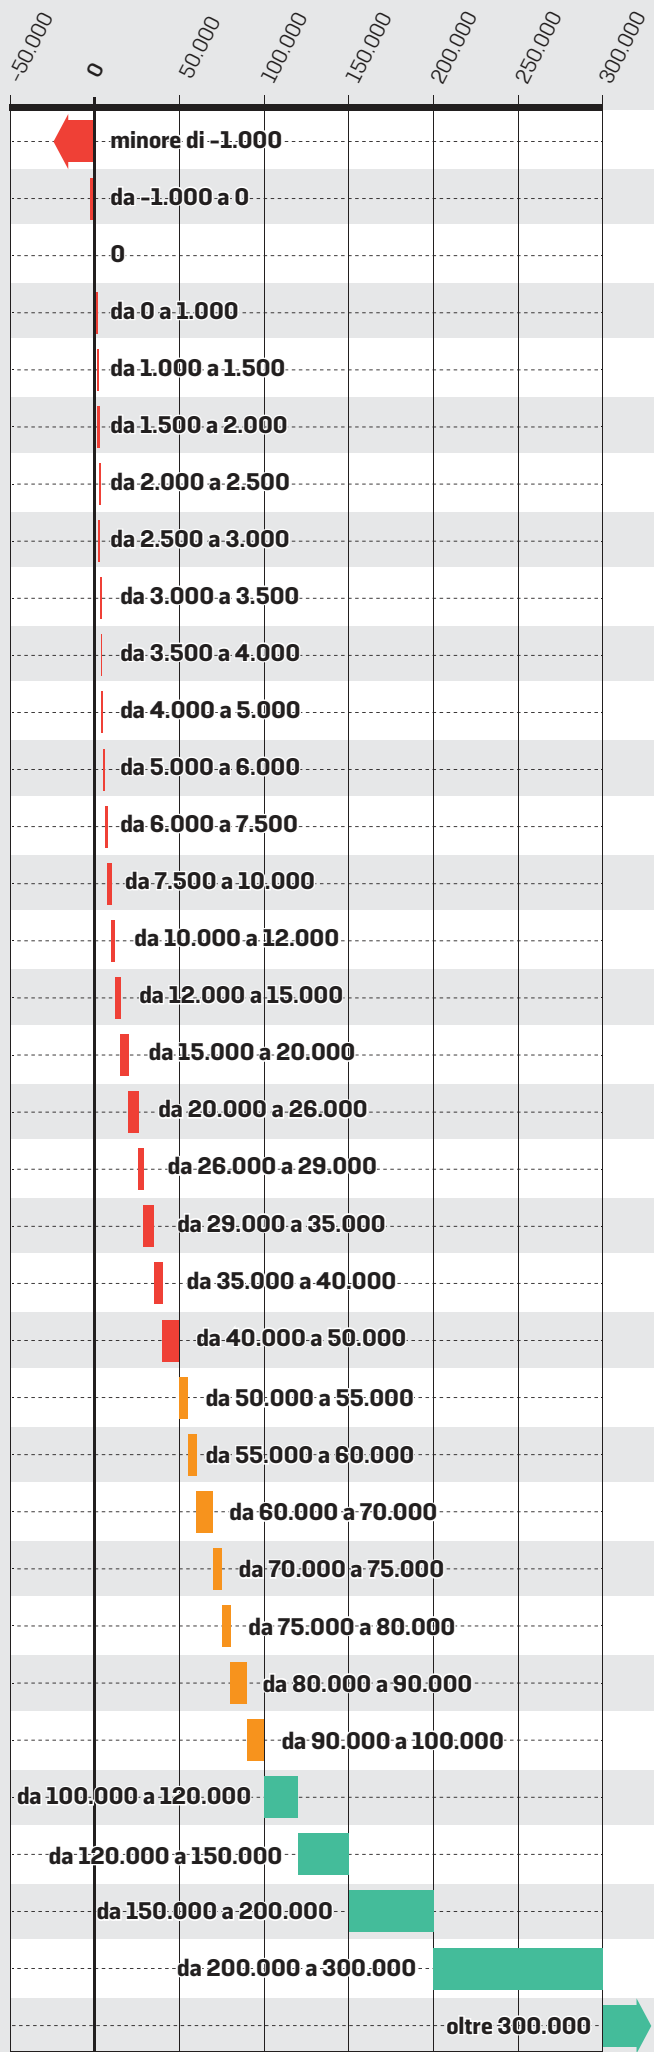 -50.000
0
50.000
100.000
150.000
200.000
250.000
300.000
minore di -1.000
da -1.000 a 0
0
da 0 a 1.000
da 1.000 a 1.500
da 1.500 a 2.000
da 2.000 a 2.500
da 2.500 a 3.000
da 3.000 a 3.500
da 3.500 a 4.000
da 4.000 a 5.000
da 5.000 a 6.000
da 6.000 a 7.500
da 7.500 a 10.000
da 10.000 a 12.000
da 12.000 a 15.000
da 15.000 a 20.000
da 20.000 a 26.000
da 26.000 a 29.000
da 29.000 a 35.000
da 35.000 a 40.000
da 40.000 a 50.000
da 50.000 a 55.000
da 55.000 a 60.000
da 60.000 a 70.000
da 70.000 a 75.000
da 75.000 a 80.000
da 80.000 a 90.000
da 90.000 a 100.000
da 100.000 a 120.000
da 120.000 a 150.000
da 150.000 a 200.000
da 200.000 a 300.000
oltre 300.000